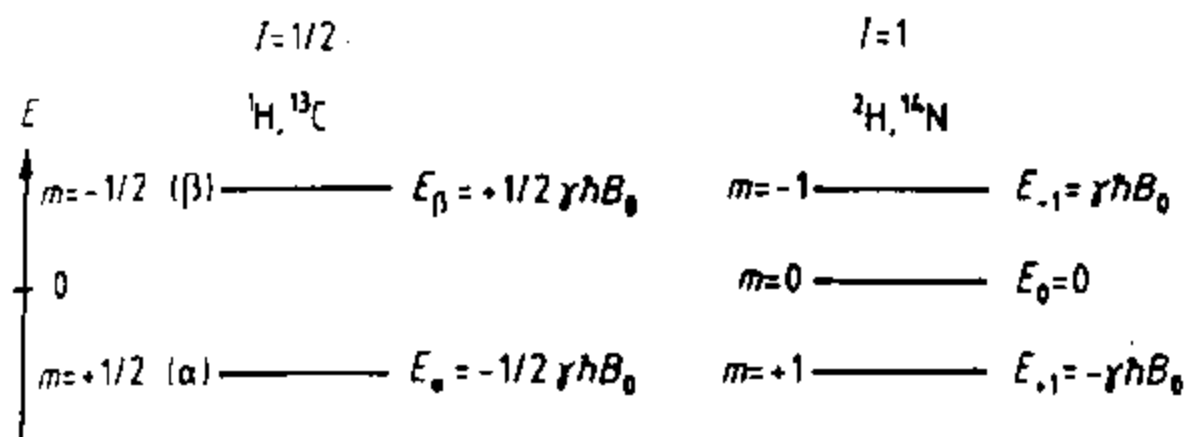 I=1/2 I=1
¹H, ¹³C ²H, ¹⁴N
E
m=-1/2 (β) E_β = +1/2 γħB₀ m=-1 E₋₁=γħB₀
0 m=0 E₀=0
m=+1/2 (α) E_α = -1/2 γħB₀ m=+1 E₊₁=-γħB₀